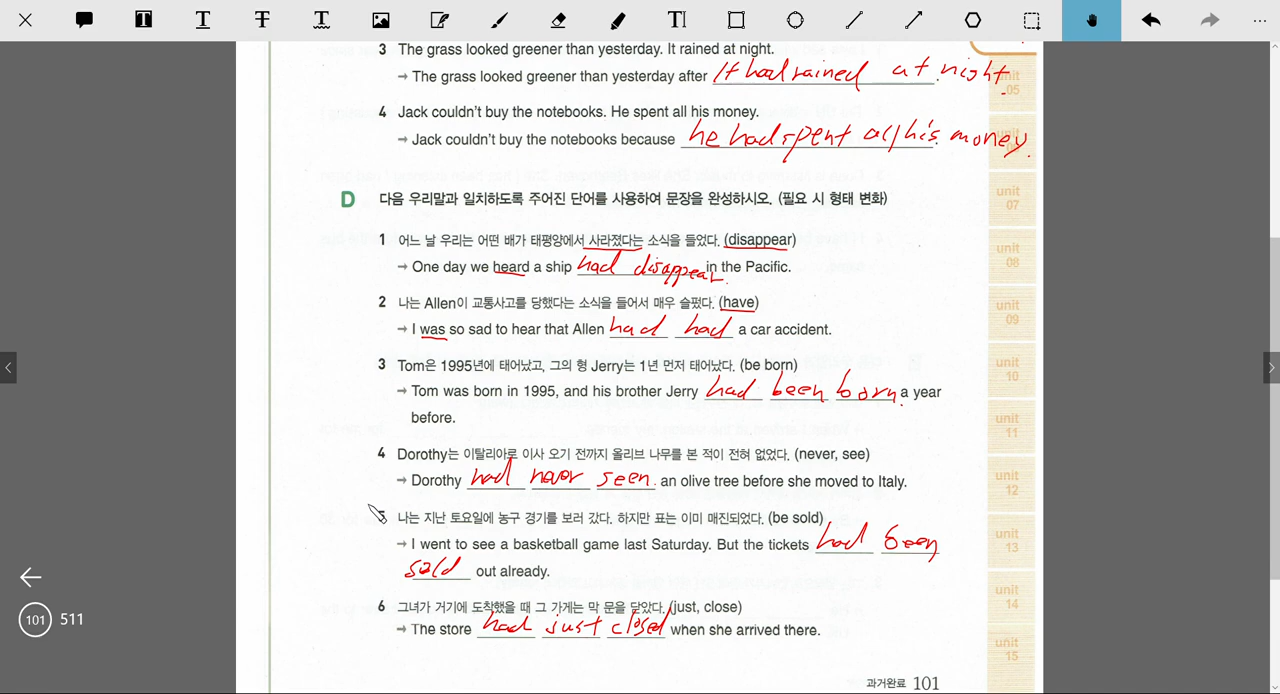 3 The grass looked greener than yesterday. It rained at night.
→ The grass looked greener than yesterday after It had rained at night.
4 Jack couldn't buy the notebooks. He spent all his money.
→ Jack couldn't buy the notebooks because he had spent all his money.
D 다음 우리말과 일치하도록 주어진 단어를 사용하여 문장을 완성하시오. (필요 시 형태 변화)
1 어느 날 우리는 어떤 배가 태평양에서 사라졌다는 소식을 들었다. (disappear)
→ One day we heard a ship had disappear in the Pacific.
2 나는 Allen이 교통사고를 당했다는 소식을 들어서 매우 슬펐다. (have)
→ I was so sad to hear that Allen had had a car accident.
3 Tom은 1995년에 태어났고, 그의 형 Jerry는 1년 먼저 태어났다. (be born)
→ Tom was born in 1995, and his brother Jerry had been born a year
before.
4 Dorothy는 이탈리아로 이사 오기 전까지 올리브 나무를 본 적이 전혀 없었다. (never, see)
→ Dorothy had never seen an olive tree before she moved to Italy.
5 나는 지난 토요일에 농구 경기를 보러 갔다. 하지만 표는 이미 매진되었다. (be sold)
→ I went to see a basketball game last Saturday. But the tickets had been
sold out already.
6 그녀가 거기에 도착했을 때 그 가게는 막 문을 닫았다. (just, close)
→ The store had just closed when she arrived there.
과거완료 101
unit
05
unit
unit
07
unit
08
unit
09
unit
10
unit
11
unit
12
unit
13
unit
14
unit
15
101 511